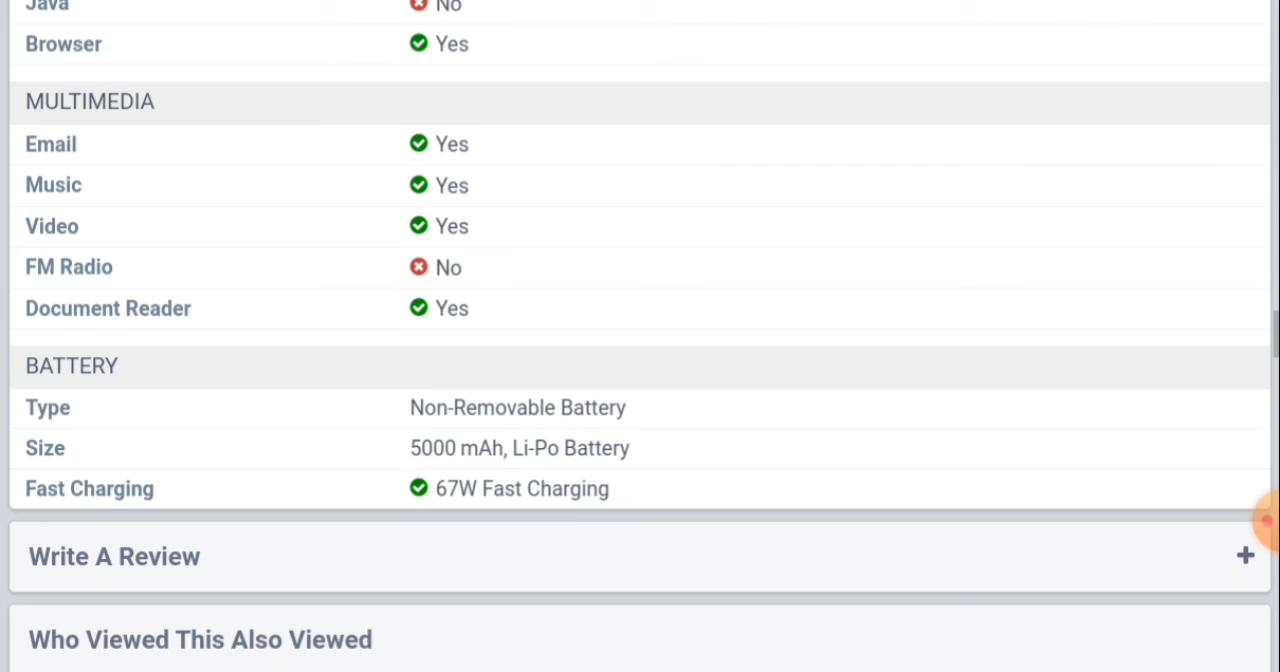 Java No
Browser Yes
MULTIMEDIA
Email Yes
Music Yes
Video Yes
FM Radio No
Document Reader Yes
BATTERY
Type Non-Removable Battery
Size 5000 mAh, Li-Po Battery
Fast Charging 67W Fast Charging
Write A Review +
Who Viewed This Also Viewed